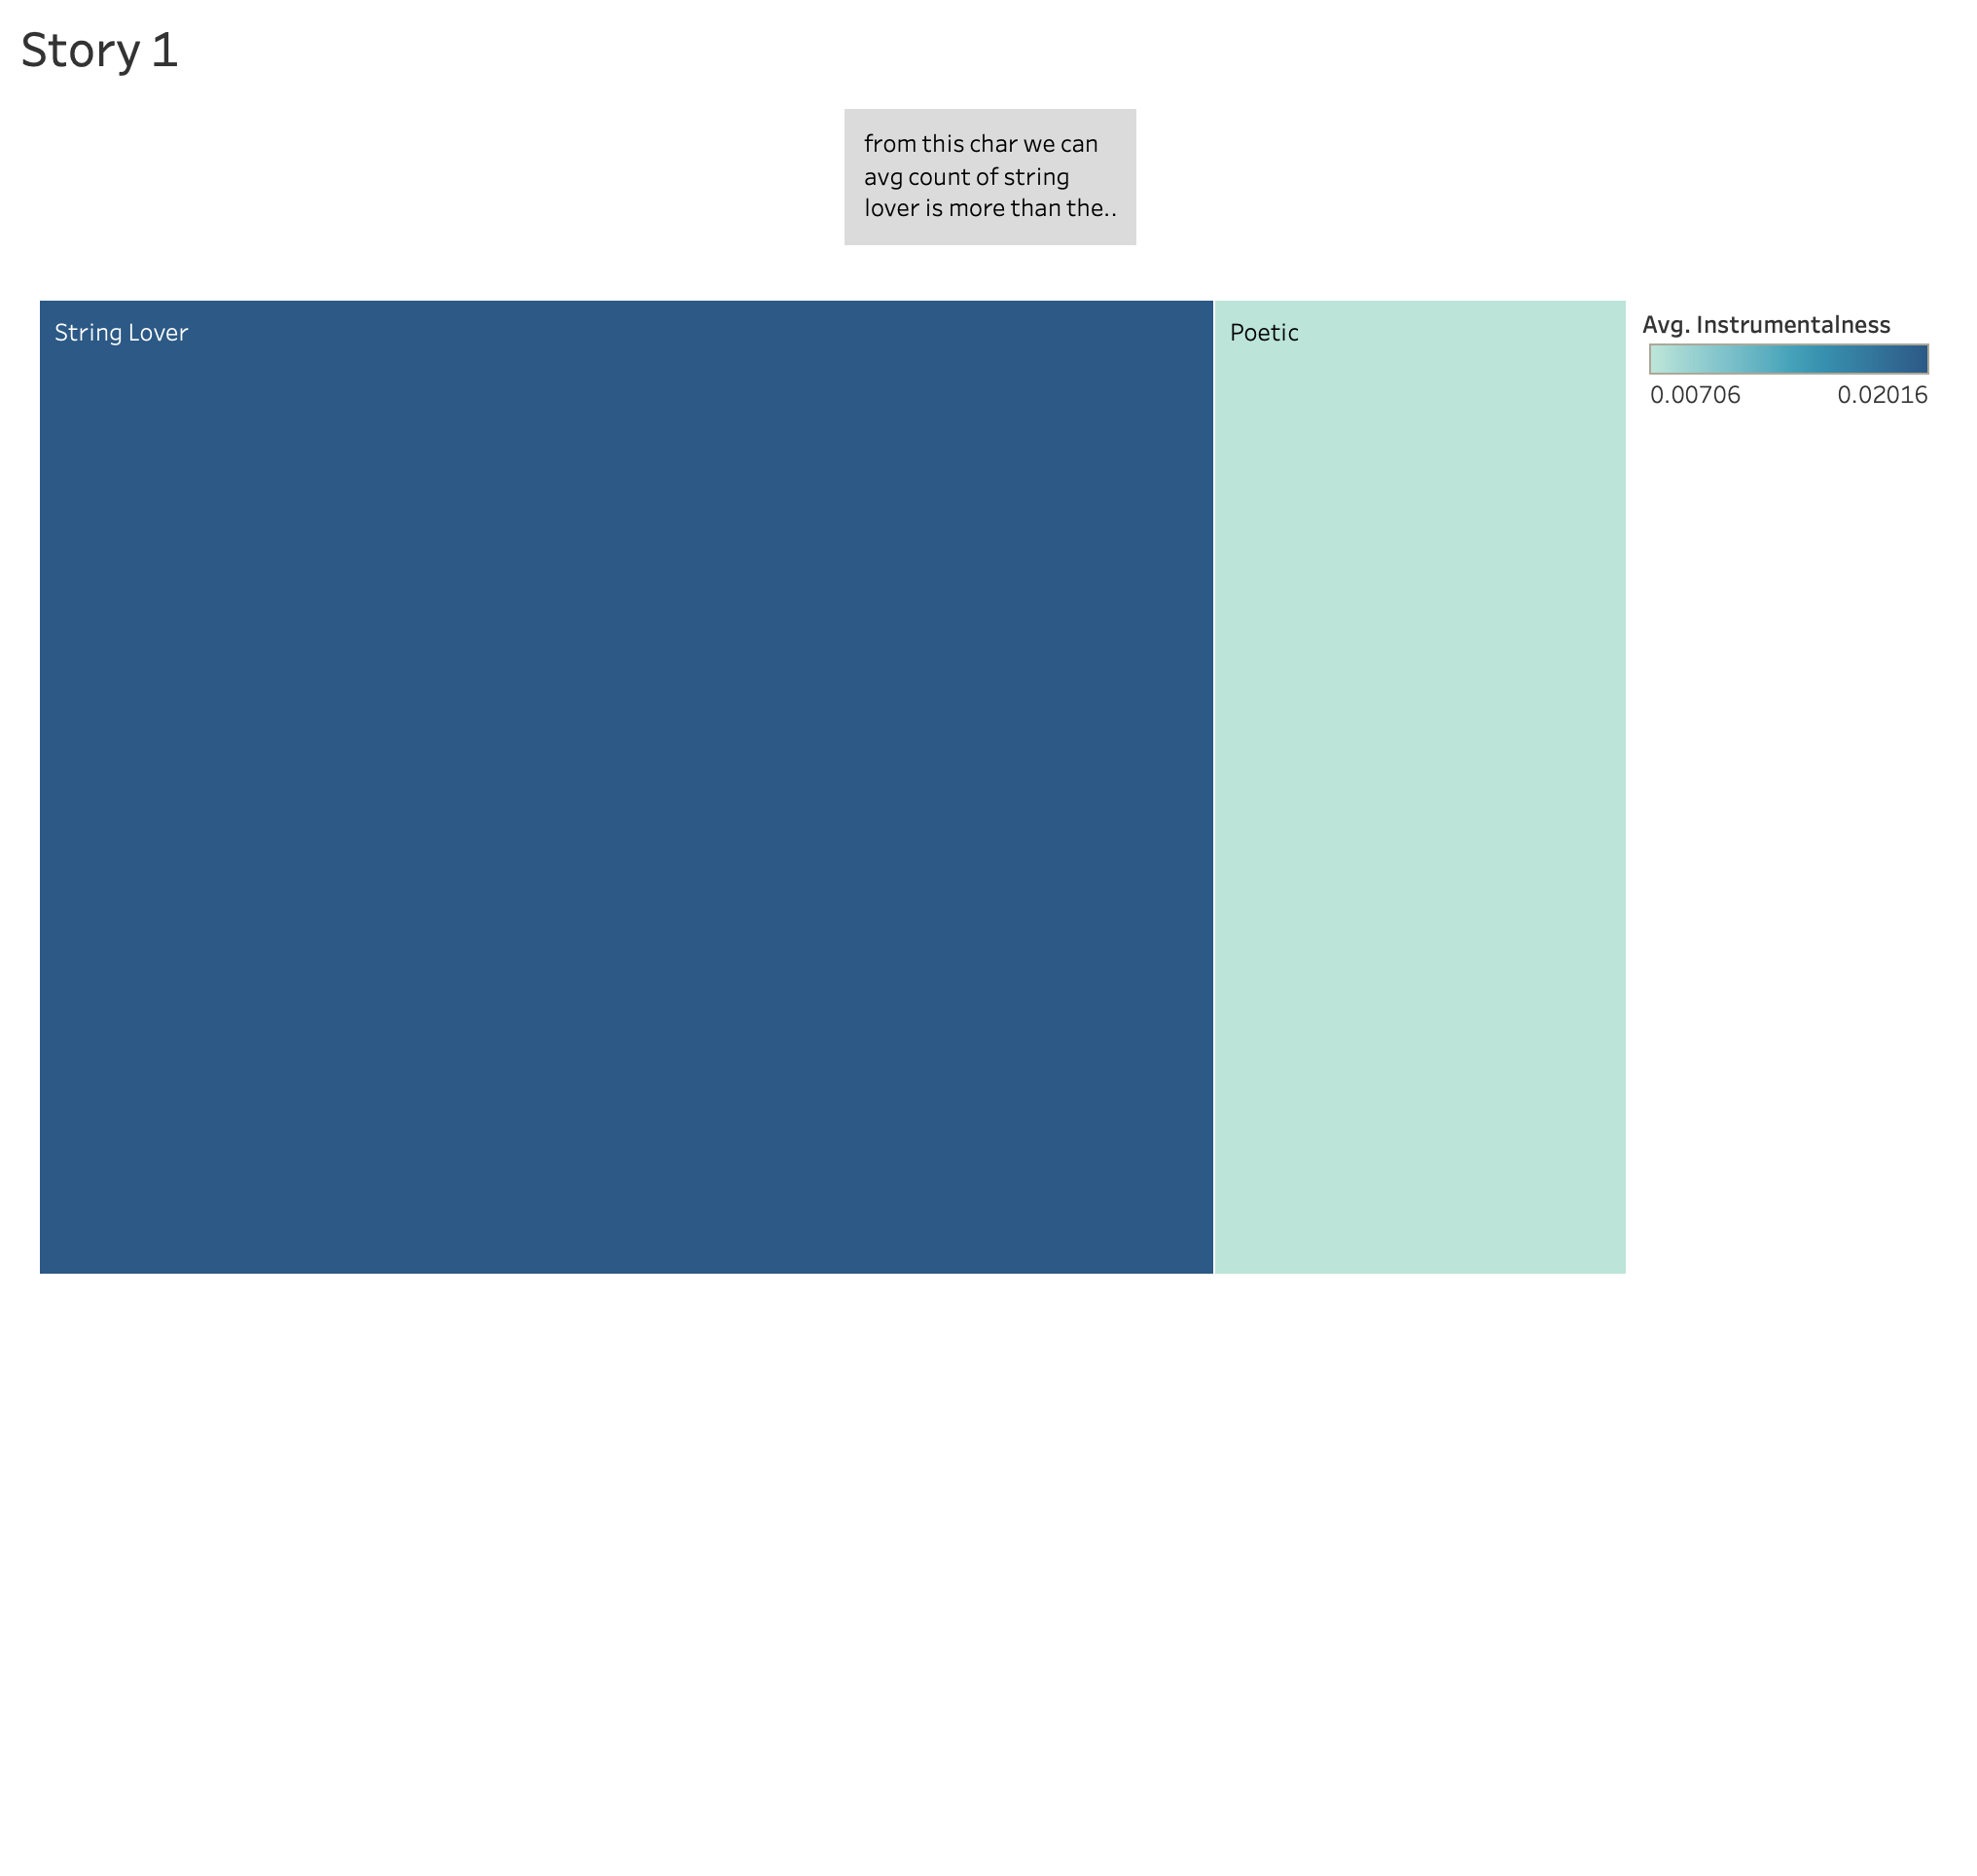 Story 1
from this char we can
avg count of string
lover is more than the..
String Lover
Poetic
Avg. Instrumentalness
0.00706 0.02016